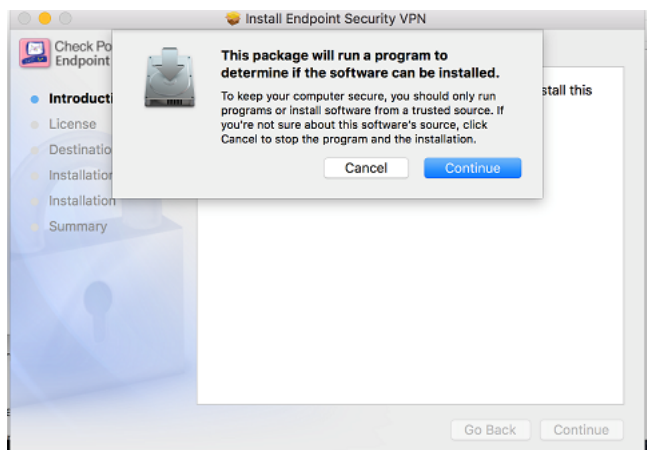 Install Endpoint Security VPN
Check Po
Endpoint
This package will run a program to
determine if the software can be installed.
To keep your computer secure, you should only run
programs or install software from a trusted source. If
you're not sure about this software's source, click
Cancel to stop the program and the installation.
Cancel
Continue
stall this
Introducti
License
Destinatio
Installation
Installation
Summary
Go Back
Continue